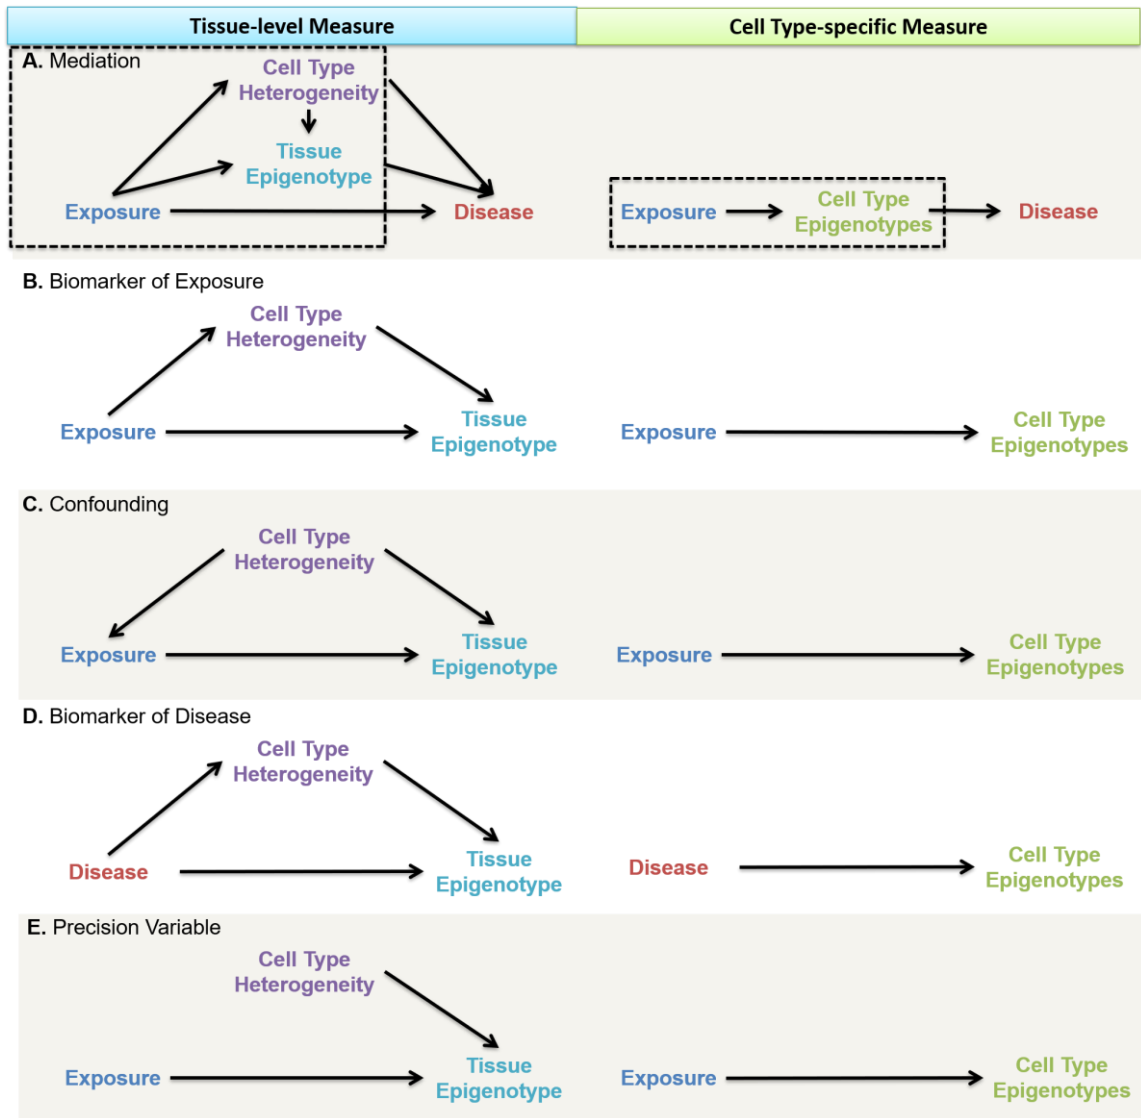 Tissue-level Measure
Cell Type-specific Measure
A. Mediation
Cell Type
Heterogeneity
Tissue
Epigenotype
Exposure
Disease
Exposure
Cell Type
Epigenotypes
Disease
B. Biomarker of Exposure
Cell Type
Heterogeneity
Exposure
Tissue
Epigenotype
Exposure
Cell Type
Epigenotypes
C. Confounding
Cell Type
Heterogeneity
Exposure
Tissue
Epigenotype
Exposure
Cell Type
Epigenotypes
D. Biomarker of Disease
Cell Type
Heterogeneity
Disease
Tissue
Epigenotype
Disease
Cell Type
Epigenotypes
E. Precision Variable
Cell Type
Heterogeneity
Exposure
Tissue
Epigenotype
Exposure
Cell Type
Epigenotypes